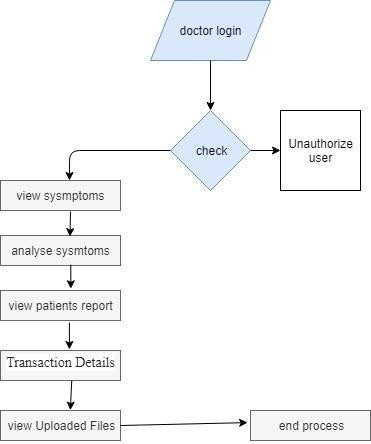 doctor login
check
Unauthorize
user
view sysmptoms
analyse sysmtoms
view patients report
Transaction Details
view Uploaded Files
end process